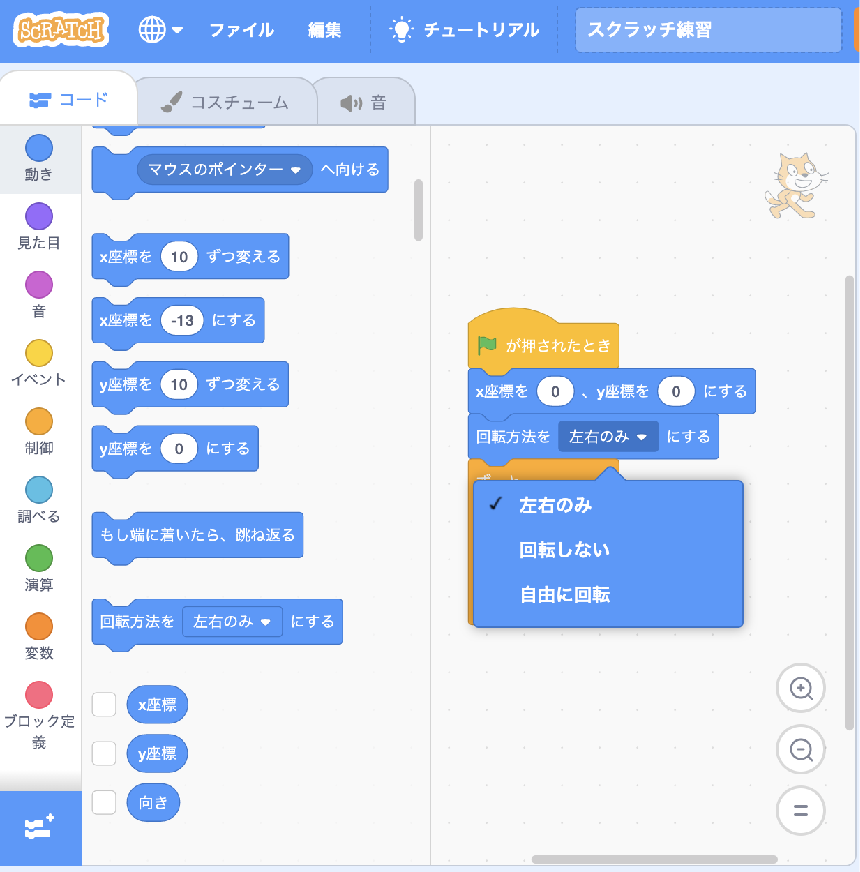 SCRATCH ファイル 編集 チュートリアル スクラッチ練習
コード コスチューム 音
動き
見た目
音
イベント
制御
調べる
演算
変数
ブロック定
義
マウスのポインター へ向ける
x座標を 10 ずつ変える
x座標を -13 にする
y座標を 10 ずつ変える
y座標を 0 にする
もし端に着いたら、跳ね返る
回転方法を 左右のみ にする
x座標
y座標
向き
が押されたとき
x座標を 0 、y座標を 0 にする
回転方法を 左右のみ にする
✓ 左右のみ
回転しない
自由に回転